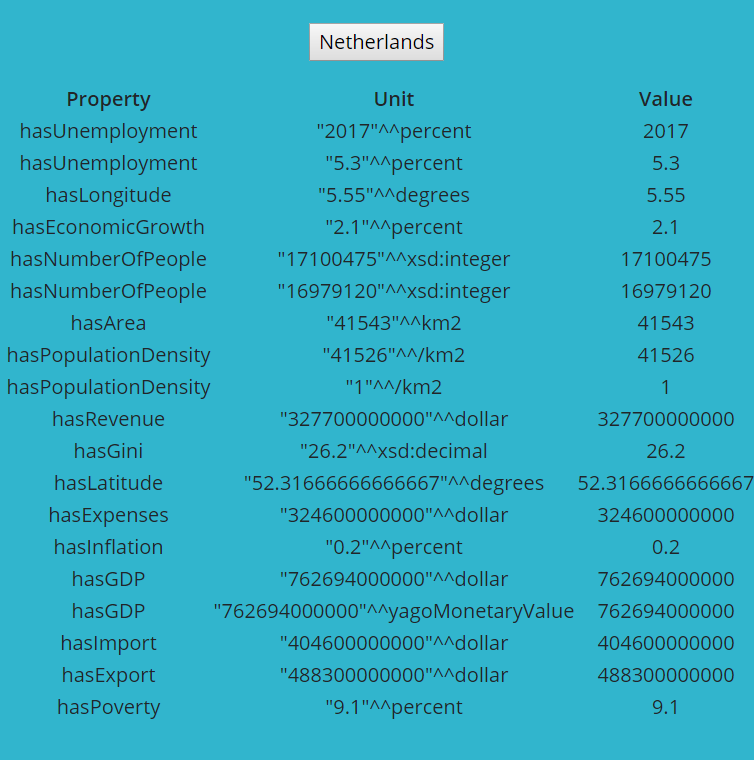 Netherlands
Property Unit Value
hasUnemployment "2017"^^percent 2017
hasUnemployment "5.3"^^percent 5.3
hasLongitude "5.55"^^degrees 5.55
hasEconomicGrowth "2.1"^^percent 2.1
hasNumberOfPeople "17100475"^^xsd:integer 17100475
hasNumberOfPeople "16979120"^^xsd:integer 16979120
hasArea "41543"^^km2 41543
hasPopulationDensity "41526"^^/km2 41526
hasPopulationDensity "1"^^/km2 1
hasRevenue "327700000000"^^dollar 327700000000
hasGini "26.2"^^xsd:decimal 26.2
hasLatitude "52.31666666666667"^^degrees 52.3166666666667
hasExpenses "324600000000"^^dollar 324600000000
hasInflation "0.2"^^percent 0.2
hasGDP "762694000000"^^dollar 762694000000
hasGDP "762694000000"^^yagoMonetaryValue 762694000000
hasImport "404600000000"^^dollar 404600000000
hasExport "488300000000"^^dollar 488300000000
hasPoverty "9.1"^^percent 9.1